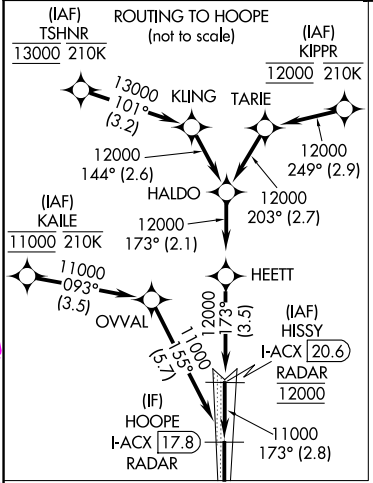 ROUTING TO HOOPE
(not to scale)
(IAF)
TSHNR
13000 210K
(IAF)
KIPPR
12000 210K
13000
101°
(3.2)
KLING
TARIE
12000
144° (2.6)
12000
249° (2.9)
HALDO
12000
203° (2.7)
(IAF)
KAILE
11000 210K
12000
173° (2.1)
11000
093°
(3.5)
HEETT
OVVAL
12000
173°
(3.5)
11000
155°
(5.7)
(IAF)
HISSY
I-ACX 20.6
RADAR
12000
(IF)
HOOPE
I-ACX 17.8
RADAR
11000
173° (2.8)